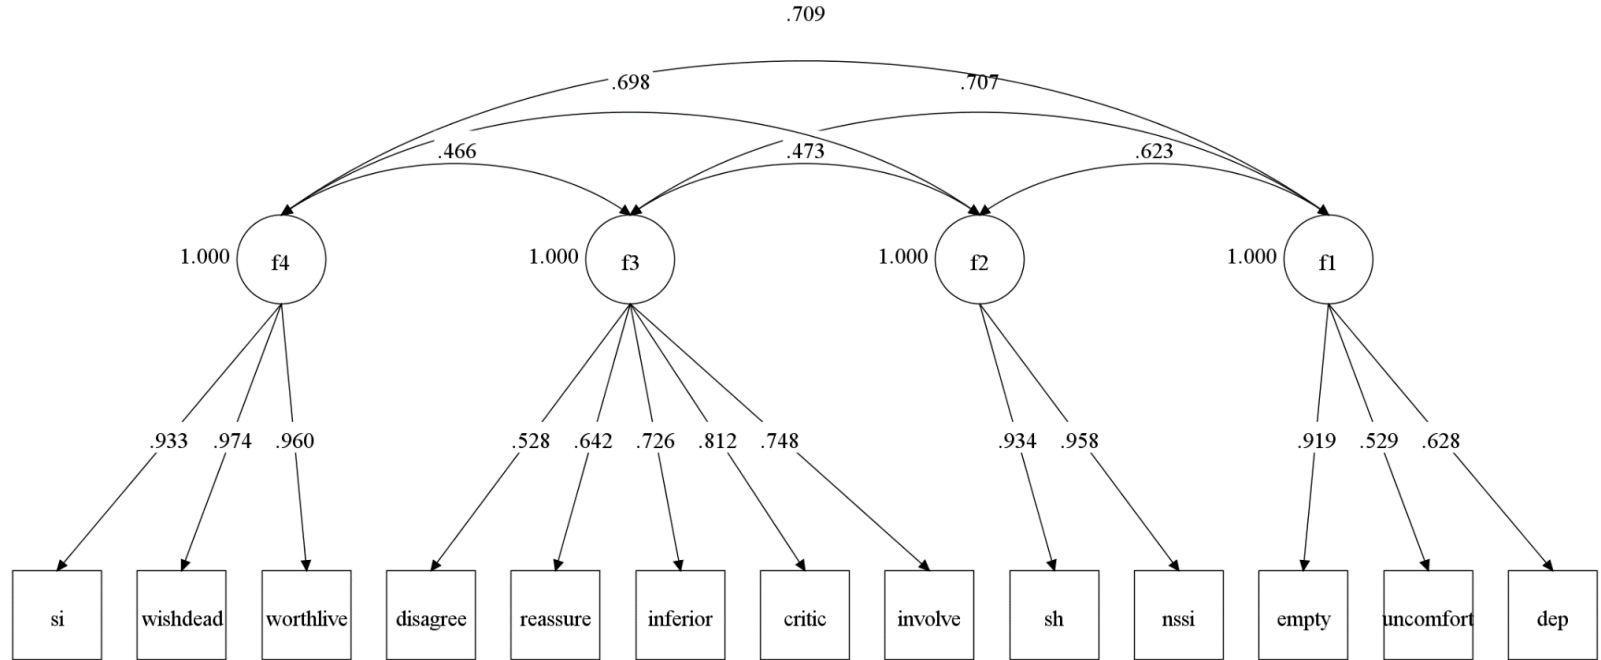 .709
.698 .707
.466 .473 .623
1.000 f4 1.000 f3 1.000 f2 1.000 f1
.933 .974 .960 .528 .642 .726 .812 .748 .934 .958 .919 .529 .628
si wishdead worthlive disagree reassure inferior critic involve sh nssi empty uncomfort dep